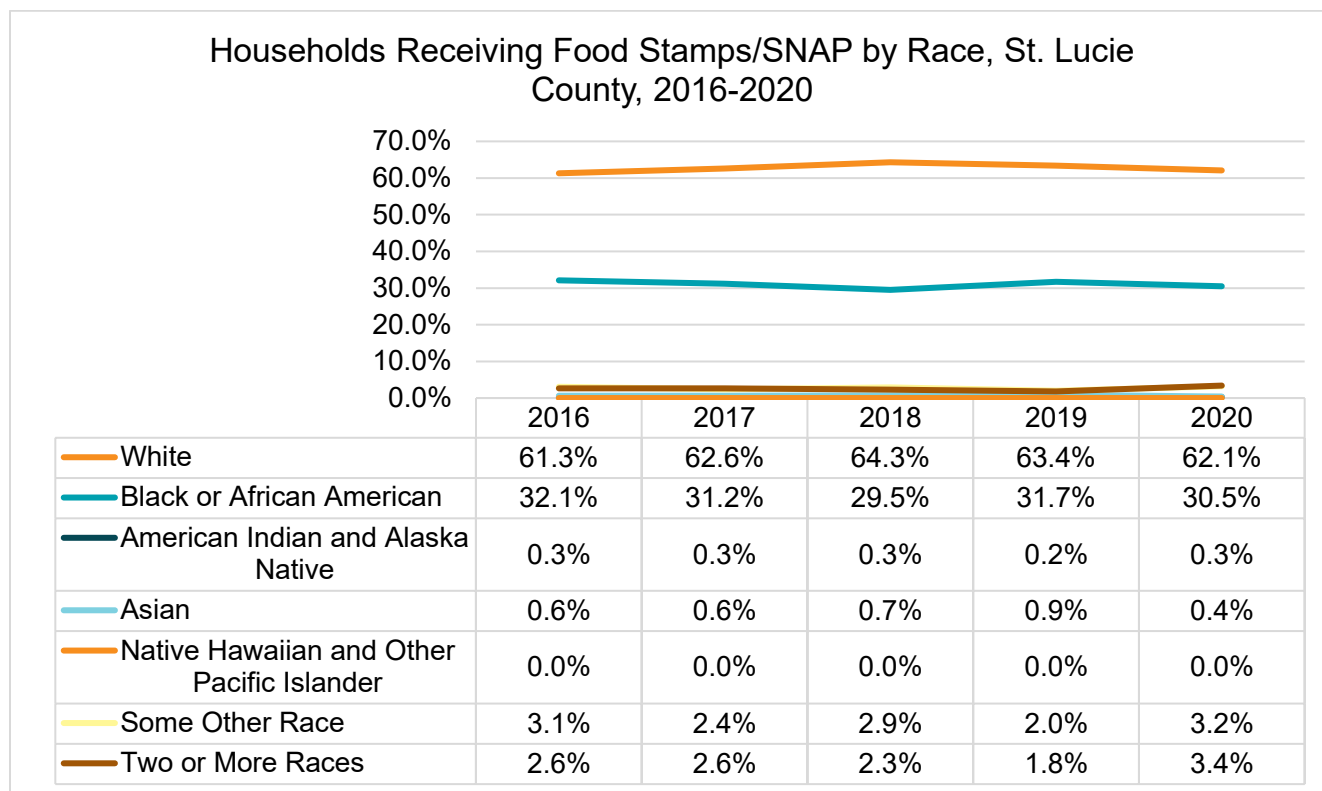 Households Receiving Food Stamps/SNAP by Race, St. Lucie
County, 2016-2020
70.0%
60.0%
50.0%
40.0%
30.0%
20.0%
10.0%
0.0%
2016 2017 2018 2019 2020
White 61.3% 62.6% 64.3% 63.4% 62.1%
Black or African American 32.1% 31.2% 29.5% 31.7% 30.5%
American Indian and Alaska
Native 0.3% 0.3% 0.3% 0.2% 0.3%
Asian 0.6% 0.6% 0.7% 0.9% 0.4%
Native Hawaiian and Other
Pacific Islander 0.0% 0.0% 0.0% 0.0% 0.0%
Some Other Race 3.1% 2.4% 2.9% 2.0% 3.2%
Two or More Races 2.6% 2.6% 2.3% 1.8% 3.4%